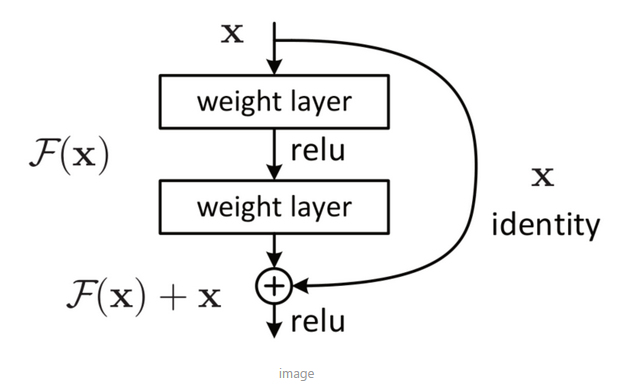 x
weight layer
F(x)
relu
x
weight layer
identity
F(x) + x
relu
image